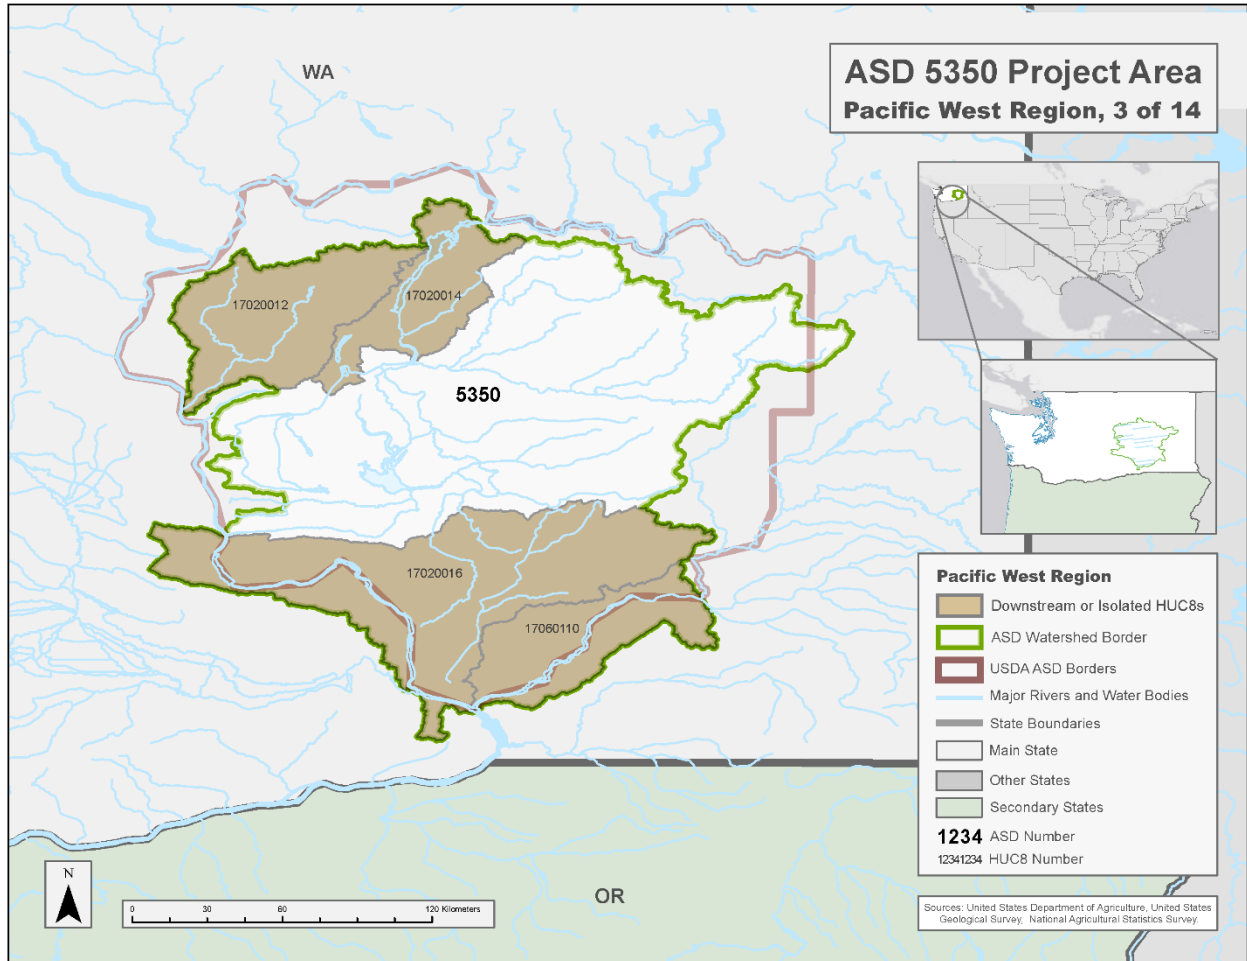 WA
ASD 5350 Project Area
Pacific West Region, 3 of 14
17020012
17020014
5350
17020016
17060110
Pacific West Region
Downstream or Isolated HUC8s
ASD Watershed Border
USDA ASD Borders
Major Rivers and Water Bodies
State Boundaries
Main State
Other States
Secondary States
1234 ASD Number
12341234 HUC8 Number
N
0 30 60 120 Kilometers
OR
Sources: United States Department of Agriculture, United States
Geological Survey, National Agricultural Statistics Survey.